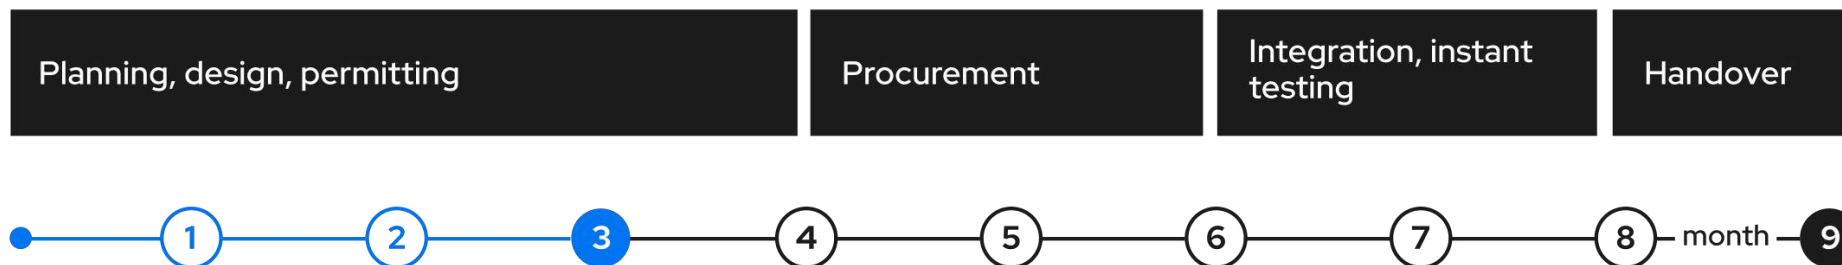 Planning, design, permitting
Procurement
Integration, instant
testing
Handover
1 2 3 4 5 6 7 8 month 9